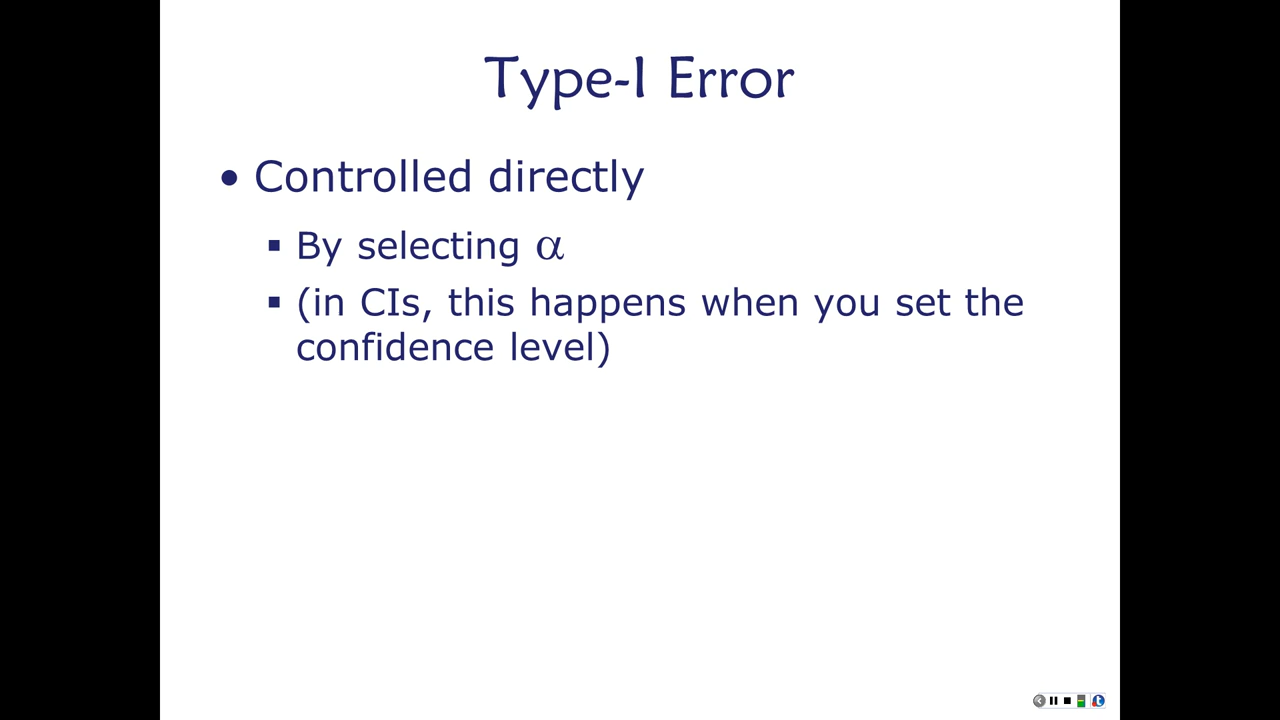 Type-I Error
• Controlled directly
▪ By selecting α
▪ (in CIs, this happens when you set the
confidence level)